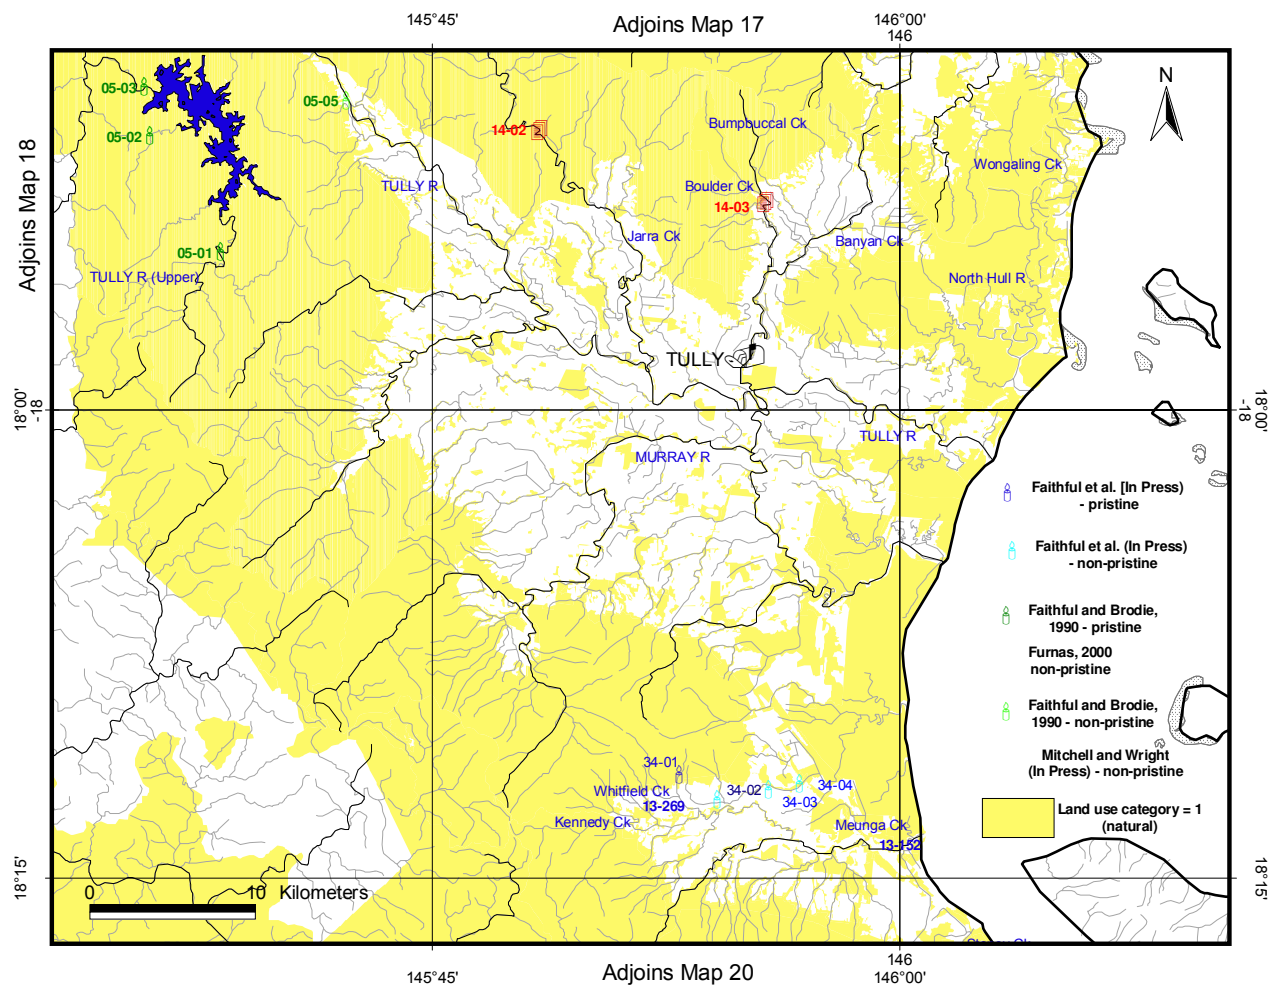 Adjoins Map 17
145°45'
146°00'
146
Adjoins Map 18
N
05-03
05-05
05-02
14-02
Bumpbuccal Ck
Wongaling Ck
TULLY R
Boulder Ck
14-03
Jarra Ck
Banyan Ck
05-01
TULLY R (Upper)
North Hull R
TULLY
18°00'
-18
-18
18°00'
TULLY R
MURRAY R
Faithful et al. [In Press)
- pristine
Faithful et al. (In Press)
- non-pristine
Faithful and Brodie,
1990 - pristine
Furnas, 2000
non-pristine
Faithful and Brodie,
1990 - non-pristine
Mitchell and Wright
(In Press) - non-pristine
Land use category = 1
(natural)
34-01
Whitfield Ck
34-02
34-04
13-269
34-03
Kennedy Ck
Meunga Ck
13-152
18°15'
18°15'
0 10 Kilometers
145°45'
146
146°00'
Adjoins Map 20